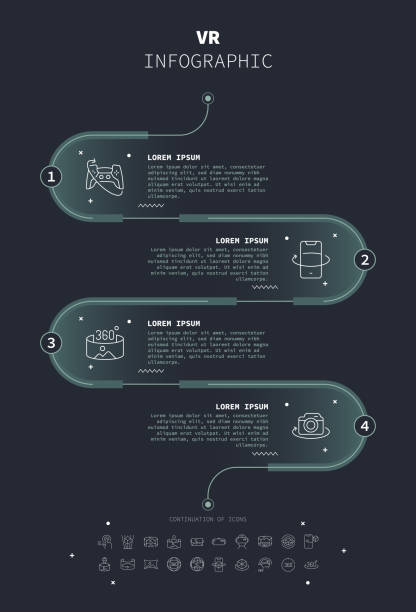 VR
INFOGRAPHIC
1
LOREM IPSUM
Lorem ipsum dolor sit amet, consectetuer
adipiscing elit, sed diam nonummy nibh
euismod tincidunt ut laoreet dolore magna
aliquam erat volutpat. Ut wisi enim ad
minim veniam, quis nostrud exerci tation
ullamcorpe.
LOREM IPSUM
Lorem ipsum dolor sit amet, consectetuer
adipiscing elit, sed diam nonummy nibh
euismod tincidunt ut laoreet dolore magna
aliquam erat volutpat. Ut wisi enim ad
minim veniam, quis nostrud exerci tation
ullamcorpe.
2
3
360°
LOREM IPSUM
Lorem ipsum dolor sit amet, consectetuer
adipiscing elit, sed diam nonummy nibh
euismod tincidunt ut laoreet dolore magna
aliquam erat volutpat. Ut wisi enim ad
minim veniam, quis nostrud exerci tation
ullamcorpe.
LOREM IPSUM
Lorem ipsum dolor sit amet, consectetuer
adipiscing elit, sed diam nonummy nibh
euismod tincidunt ut laoreet dolore magna
aliquam erat volutpat. Ut wisi enim ad
minim veniam, quis nostrud exerci tation
ullamcorpe.
4
CONTINUATION OF ICONS
360
360°